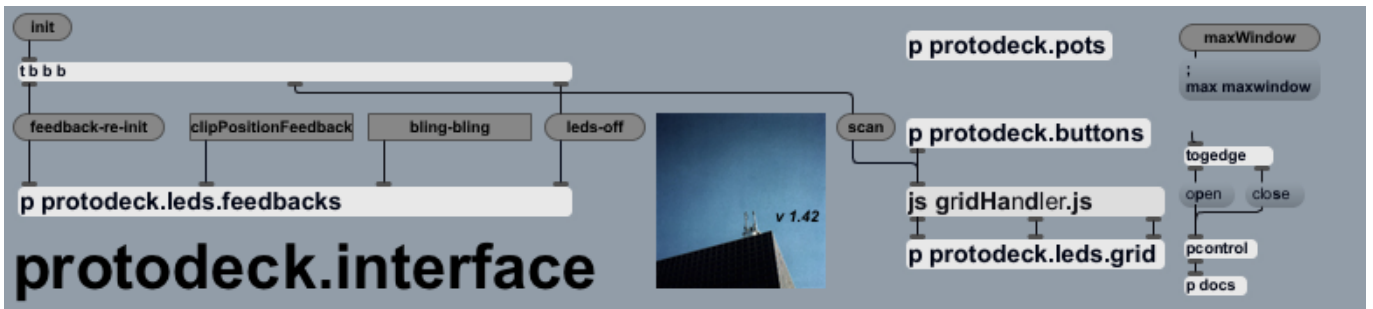 init
t b b b
feedback-re-init
clipPositionFeedback
bling-bling
leds-off
p protodeck.leds.feedbacks
protodeck.interface
v 1.42
scan
p protodeck.pots
p protodeck.buttons
js gridHandler.js
p protodeck.leds.grid
maxWindow
;
max maxwindow
togedge
open
close
pcontrol
p docs